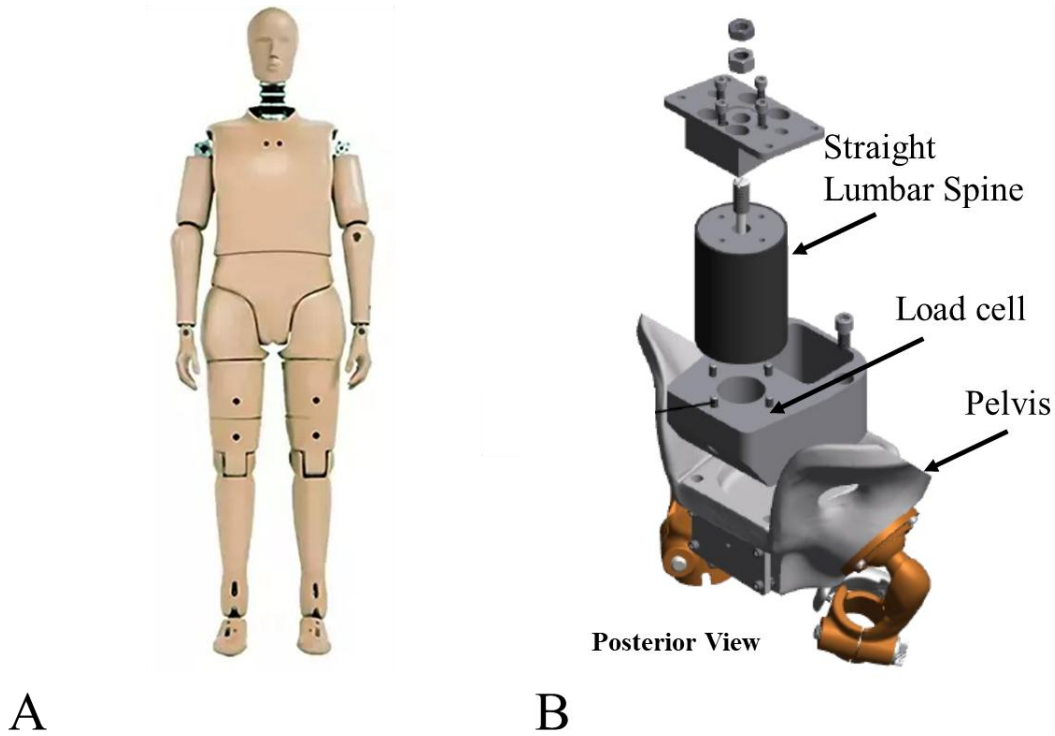 Straight
Lumbar Spine
Load cell
Pelvis
Posterior View
A
B